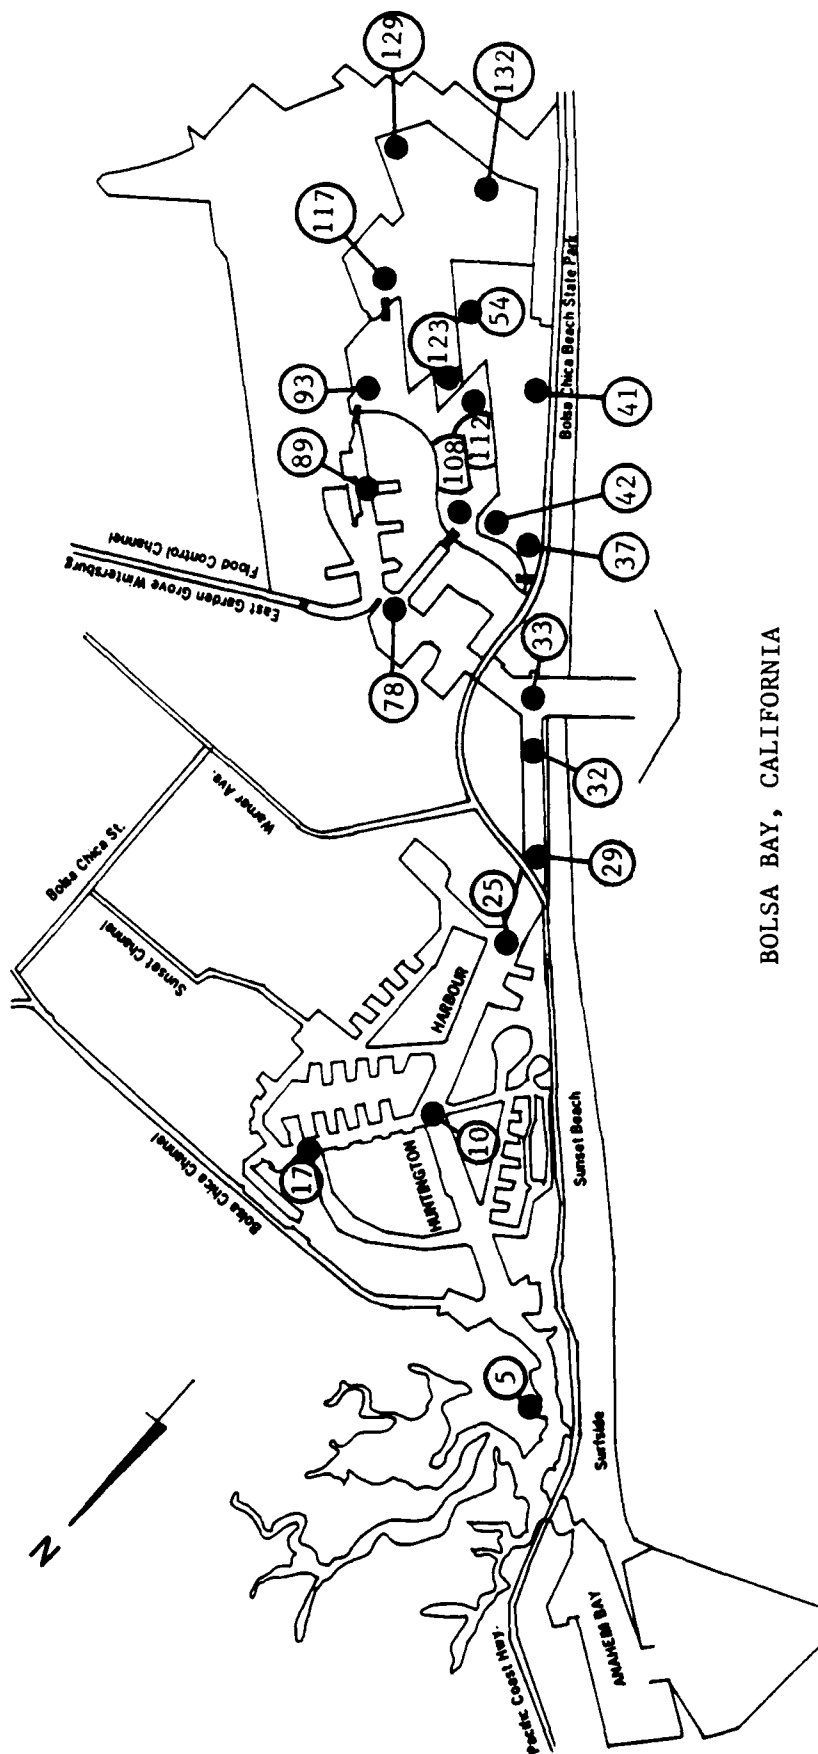 N
Pacific Coast Hwy.
ANAHEIM BAY
Surfside
5
Bolsa Chica Channel
17
HUNTINGTON
10
Sunset Beach
HARBOUR
25
Sunset Channel
Bolsa Chica St.
Warner Ave.
29
32
33
78
East Garden Grove Wintersburg
Flood Control Channel
89
93
108
112
123
37
42
41
54
Bolsa Chica Beach State Park
117
129
132
BOLSA BAY, CALIFORNIA